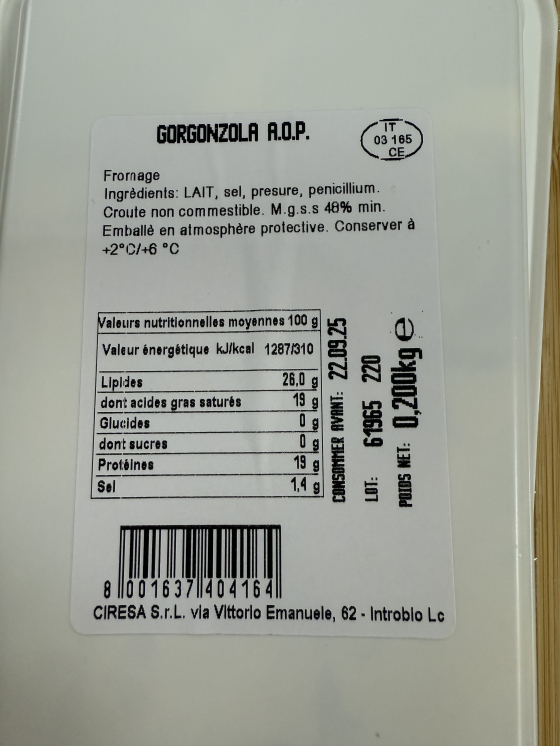 GORGONZOLA A.O.P.
IT
03 165
CE
Fromage
Ingrèdients: LAIT, sel, presure, penicillium.
Croute non commestible. M.g.s.s 48% min.
Emballè en atmosphère protective. Conserver à
+2°C/+6 °C
Valeurs nutritionnelles moyennes 100 g
Valeur énergétique kJ/kcal 1287/310
Lipides 26,0 g
dont acides gras saturés 19 g
Glucides 0 g
dont sucres 0 g
Protéines 19 g
Sel 1,4 g
CONSOMMER AVANT: 22.09.25
LOT: 61965 220
POIDS NET: 0,200kg e
8 001637 404164
CIRESA S.r.L. via Vittorio Emanuele, 62 - Introbio Lc